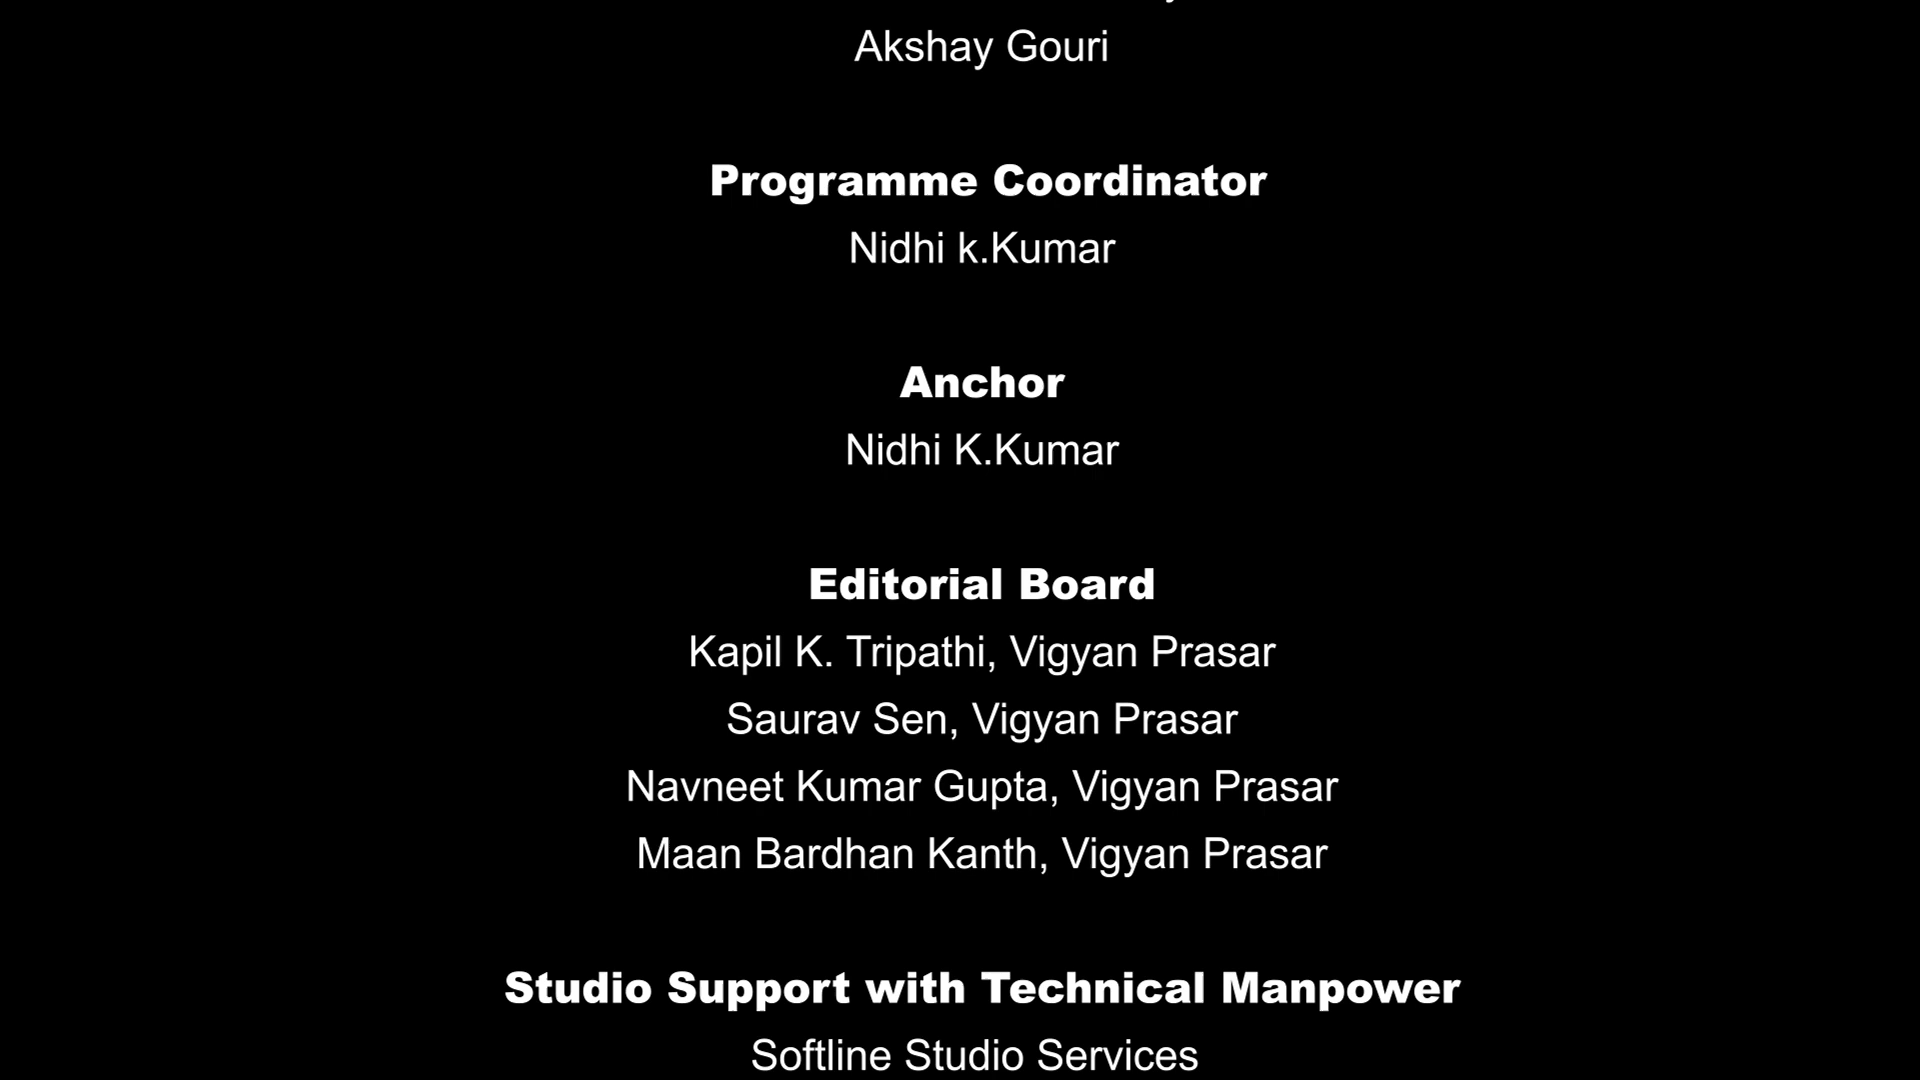 Akshay Gouri
Programme Coordinator
Nidhi k.Kumar
Anchor
Nidhi K.Kumar
Editorial Board
Kapil K. Tripathi, Vigyan Prasar
Saurav Sen, Vigyan Prasar
Navneet Kumar Gupta, Vigyan Prasar
Maan Bardhan Kanth, Vigyan Prasar
Studio Support with Technical Manpower
Softline Studio Services